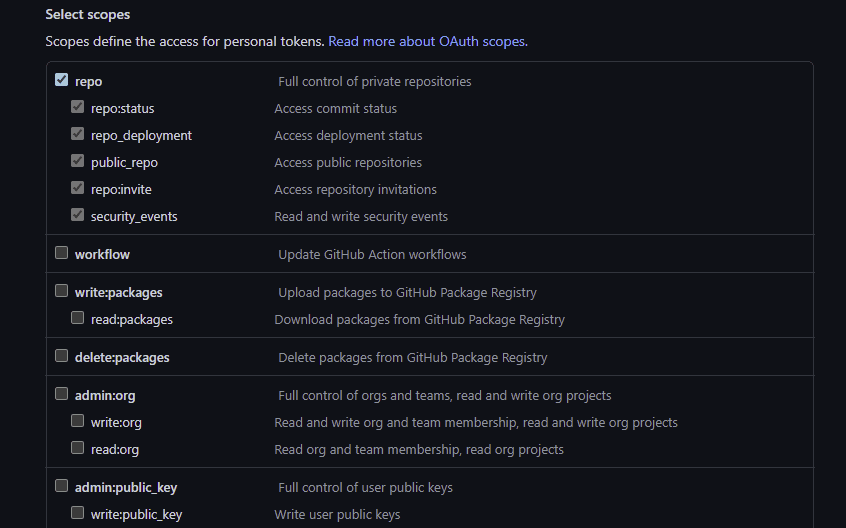 Select scopes
Scopes define the access for personal tokens. Read more about OAuth scopes.
repo Full control of private repositories
repo:status Access commit status
repo_deployment Access deployment status
public_repo Access public repositories
repo:invite Access repository invitations
security_events Read and write security events
workflow Update GitHub Action workflows
write:packages Upload packages to GitHub Package Registry
read:packages Download packages from GitHub Package Registry
delete:packages Delete packages from GitHub Package Registry
admin:org Full control of orgs and teams, read and write org projects
write:org Read and write org and team membership, read and write org projects
read:org Read org and team membership, read org projects
admin:public_key Full control of user public keys
write:public_key Write user public keys